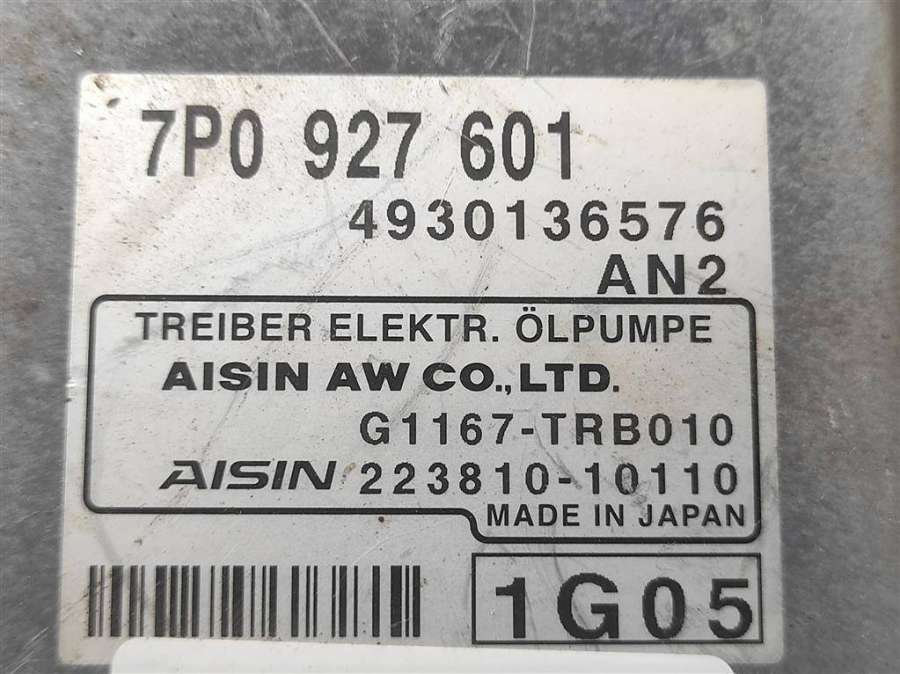 7P0 927 601
4930136576
AN2
TREIBER ELEKTR. ÖLPUMPE
AISIN AW CO.,LTD.
G1167-TRB010
AISIN 223810-10110
MADE IN JAPAN
1G05